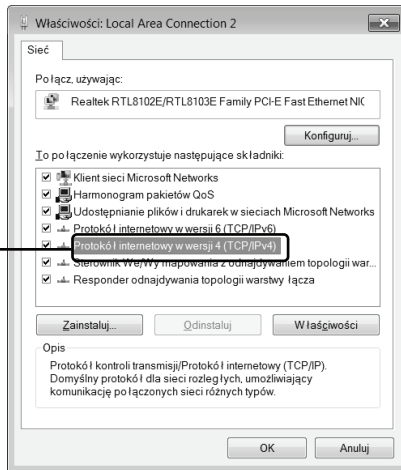 Właściwości: Local Area Connection 2
Sieć
Połącz, używając:
Realtek RTL8102E/RTL8103E Family PCI-E Fast Ethernet NIC
Konfiguruj...
To połączenie wykorzystuje następujące składniki:
Klient sieci Microsoft Networks
Harmonogram pakietów QoS
Udostępnianie plików i drukarek w sieciach Microsoft Networks
Protokół internetowy w wersji 6 (TCP/IPv6)
Protokół internetowy w wersji 4 (TCP/IPv4)
Sterownik We/Wy mapowania z odnajdywaniem topologii war...
Responder odnajdywania topologii warstwy łącza
Zainstaluj...
Odinstaluj
Właściwości
Opis
Protokół kontroli transmisji/Protokół internetowy (TCP/IP).
Domyślny protokół dla sieci rozległych, umożliwiający
komunikację połączonych sieci różnych typów.
OK
Anuluj